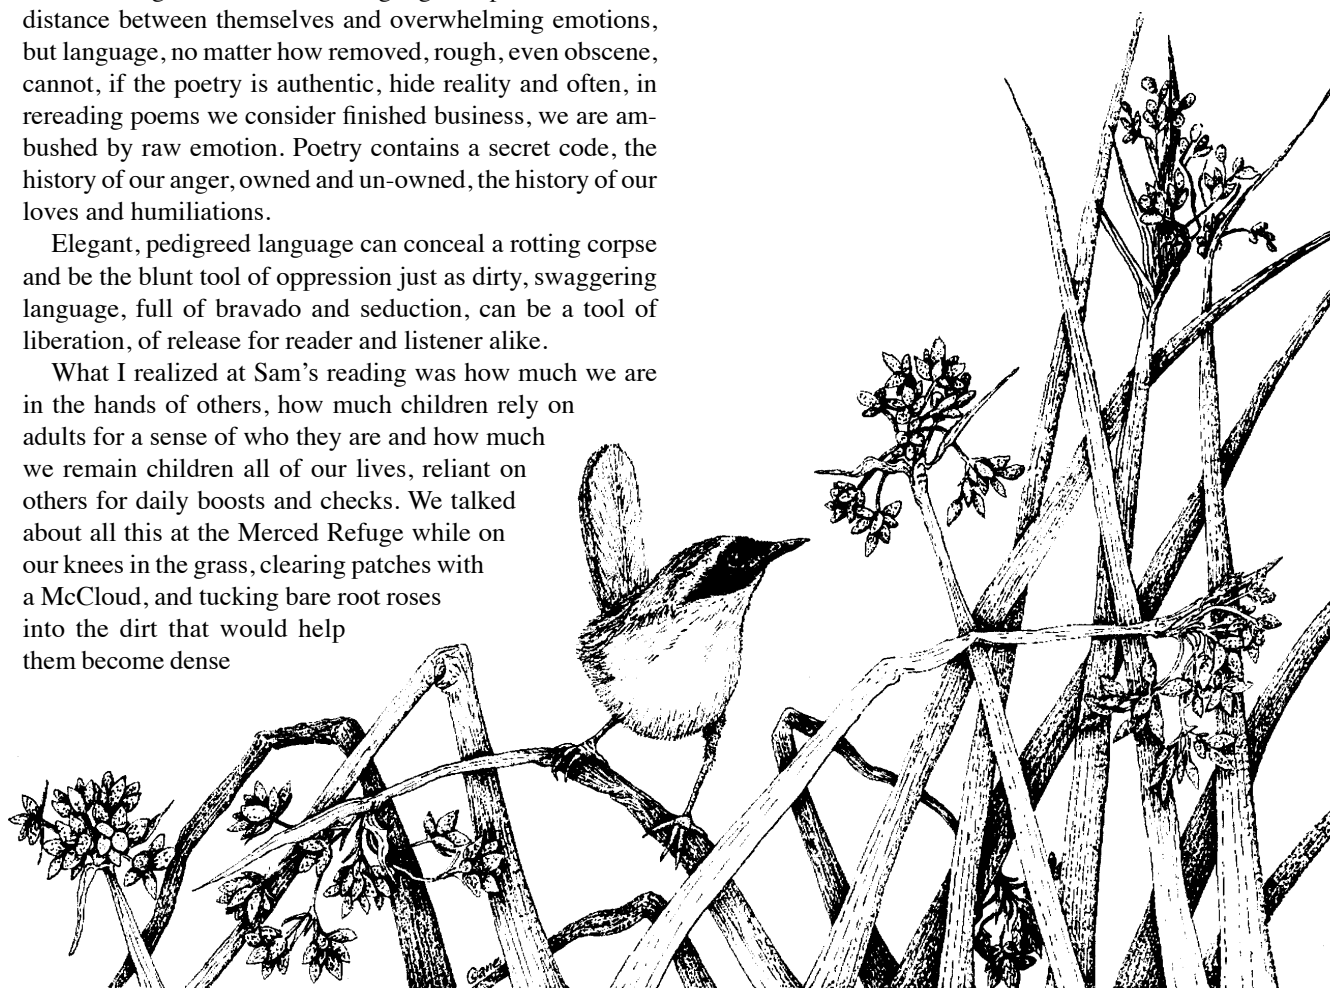 distance between themselves and overwhelming emotions,
but language, no matter how removed, rough, even obscene,
cannot, if the poetry is authentic, hide reality and often, in
rereading poems we consider finished business, we are am-
bushed by raw emotion. Poetry contains a secret code, the
history of our anger, owned and un-owned, the history of our
loves and humiliations.
Elegant, pedigreed language can conceal a rotting corpse
and be the blunt tool of oppression just as dirty, swaggering
language, full of bravado and seduction, can be a tool of
liberation, of release for reader and listener alike.
What I realized at Sam’s reading was how much we are
in the hands of others, how much children rely on
adults for a sense of who they are and how much
we remain children all of our lives, reliant on
others for daily boosts and checks. We talked
about all this at the Merced Refuge while on
our knees in the grass, clearing patches with
a McCloud, and tucking bare root roses
into the dirt that would help
them become dense